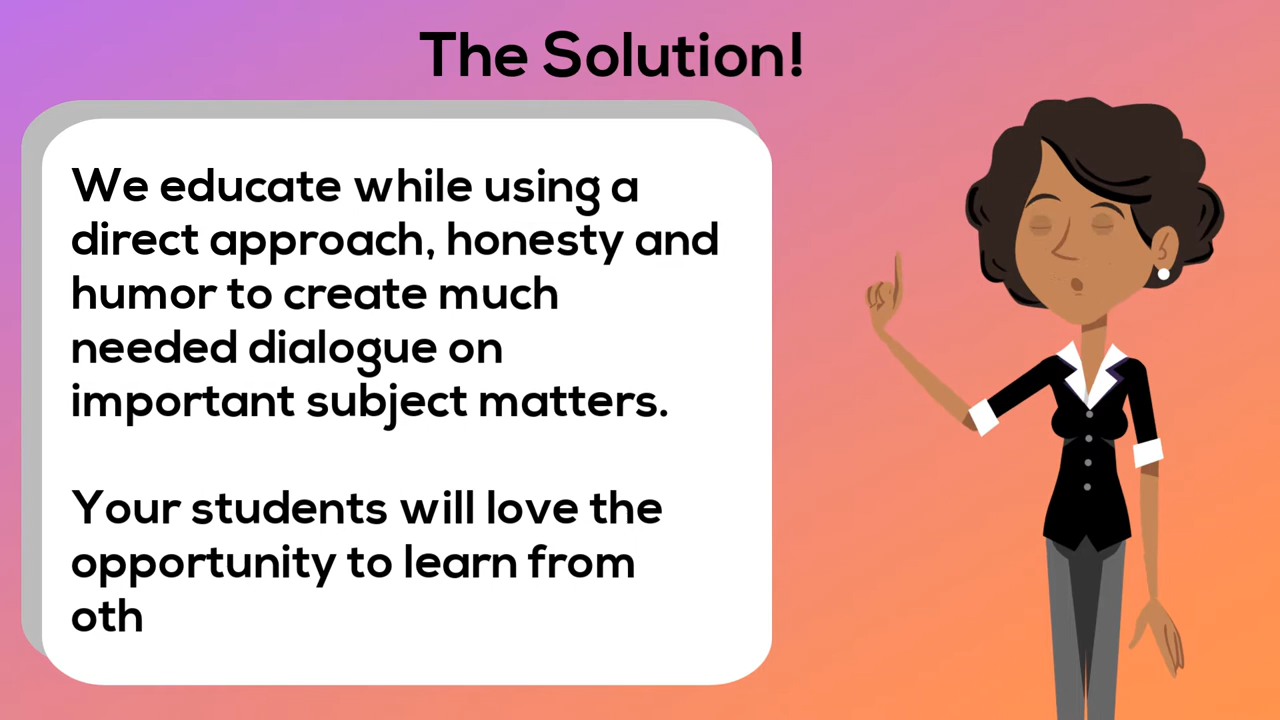 The Solution!
We educate while using a
direct approach, honesty and
humor to create much
needed dialogue on
important subject matters.
Your students will love the
opportunity to learn from
oth